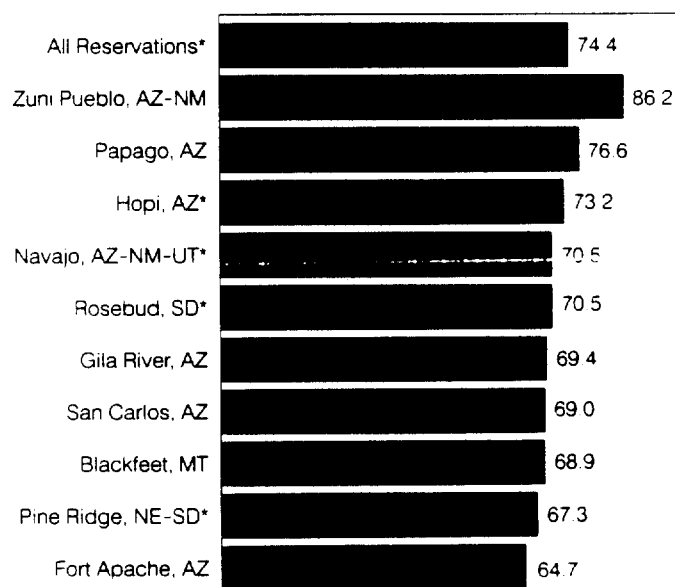 All Reservations* 74.4
Zuni Pueblo, AZ-NM 86.2
Papago, AZ 76.6
Hopi, AZ* 73.2
Navajo, AZ-NM-UT* 70.5
Rosebud, SD* 70.5
Gila River, AZ 69.4
San Carlos, AZ 69.0
Blackfeet, MT 68.9
Pine Ridge, NE-SD* 67.3
Fort Apache, AZ 64.7